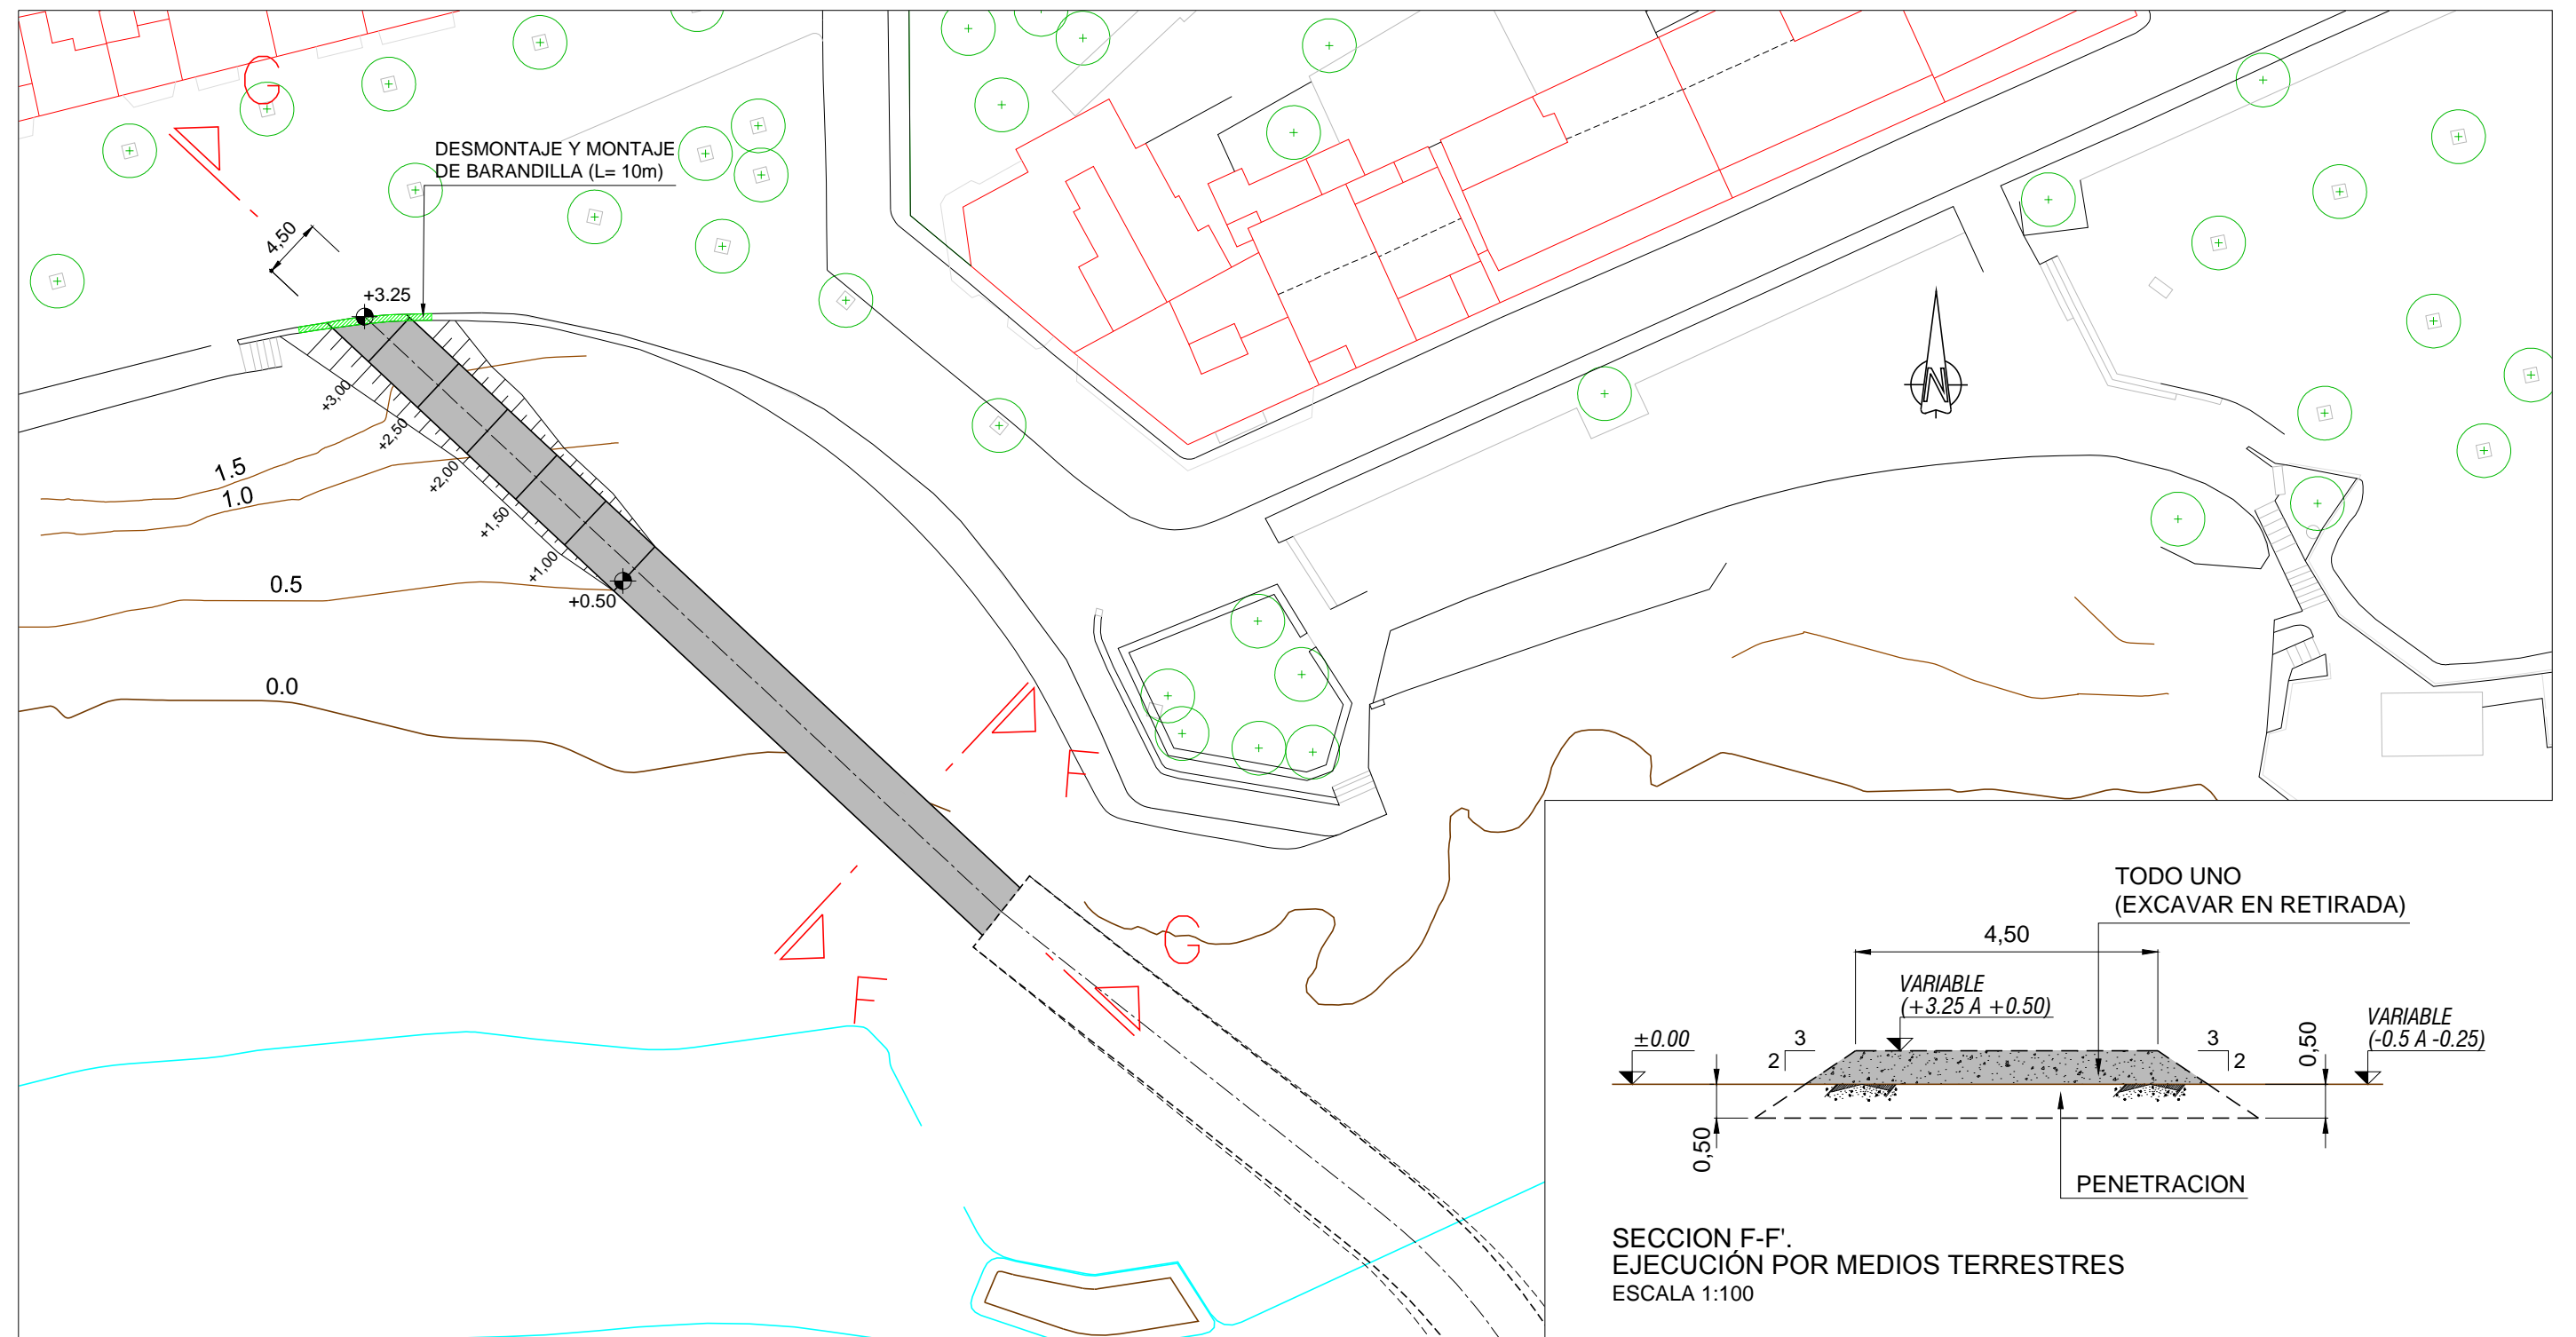 G
DESMONTAJE Y MONTAJE
DE BARANDILLA (L= 10m)
4,50
+3.25
+3,00
+2,50
+2,00
+1,50
+1,00
+0.50
1.5
1.0
0.5
0.0
N
F
F
G
TODO UNO
(EXCAVAR EN RETIRADA)
4,50
VARIABLE
(+3.25 A +0.50)
±0.00
3
2
3
2
0,50
VARIABLE
(-0.5 A -0.25)
0,50
PENETRACION
SECCION F-F'.
EJECUCIÓN POR MEDIOS TERRESTRES
ESCALA 1:100